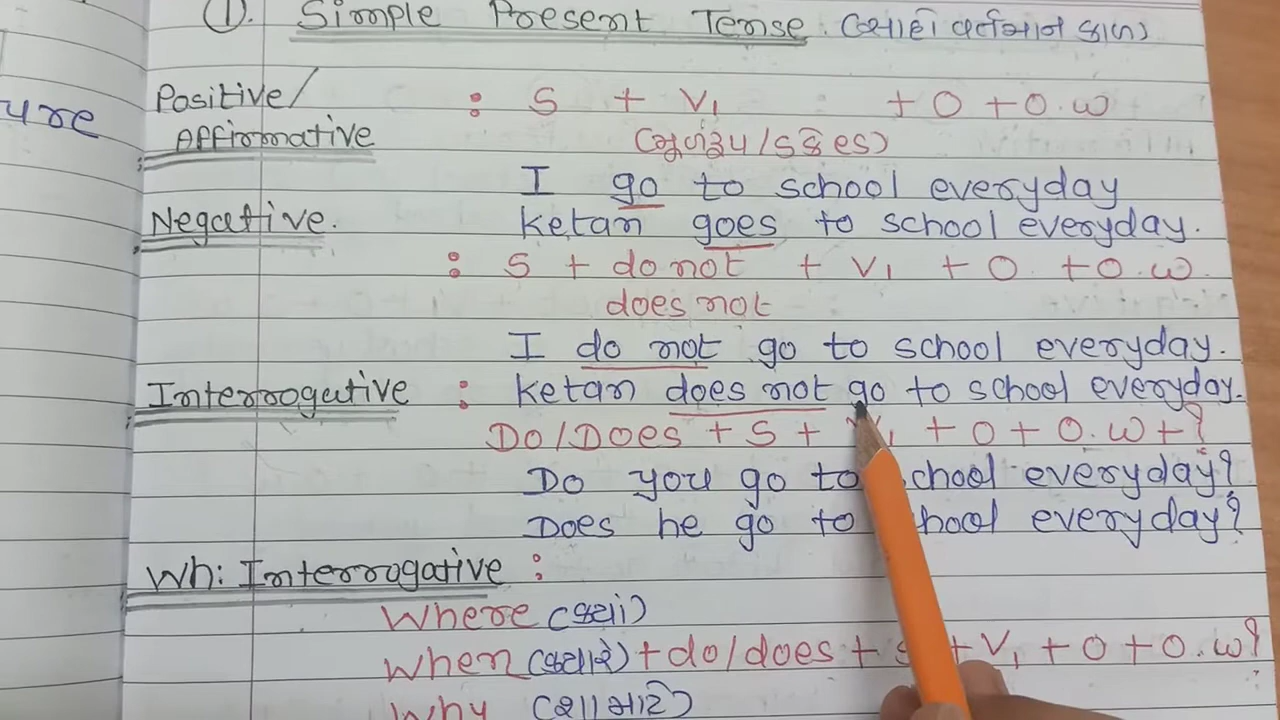 ①. Simple Present Tense (સાદો વર્તમાન કાળ)
ure
Positive/ : S + V₁ + O + O.W
Affirmative (મૂળરૂપ/s કે es)
I go to school everyday
Negative. Ketan goes to school everyday.
: S + do not + V₁ + O + O.W.
does not
I do not go to school everyday.
Interrogative : Ketan does not go to school everyday.
Do/Does + S + V₁ + O + O.W + ?
Do you go to school everyday?
Does he go to school everyday?
Wh: Interrogative :
Where (ક્યાં)
When (ક્યારે) + do/does + S + V₁ + O + O.W?
Why (શા માટે)